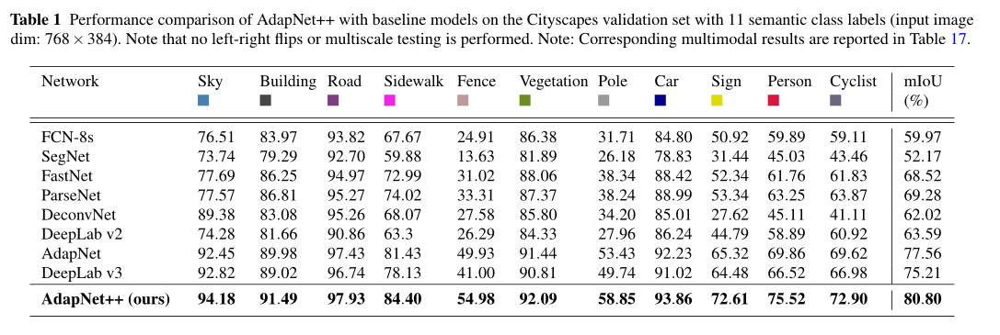 Table 1 Performance comparison of AdapNet++ with baseline models on the Cityscapes validation set with 11 semantic class labels (input image
dim: 768 × 384). Note that no left-right flips or multiscale testing is performed. Note: Corresponding multimodal results are reported in Table 17.
Network Sky Building Road Sidewalk Fence Vegetation Pole Car Sign Person Cyclist mIoU
(%)
FCN-8s 76.51 83.97 93.82 67.67 24.91 86.38 31.71 84.80 50.92 59.89 59.11 59.97
SegNet 73.74 79.29 92.70 59.88 13.63 81.89 26.18 78.83 31.44 45.03 43.46 52.17
FastNet 77.69 86.25 94.97 72.99 31.02 88.06 38.34 88.42 52.34 61.76 61.83 68.52
ParseNet 77.57 86.81 95.27 74.02 33.31 87.37 38.24 88.99 53.34 63.25 63.87 69.28
DeconvNet 89.38 83.08 95.26 68.07 27.58 85.80 34.20 85.01 27.62 45.11 41.11 62.02
DeepLab v2 74.28 81.66 90.86 63.3 26.29 84.33 27.96 86.24 44.79 58.89 60.92 63.59
AdapNet 92.45 89.98 97.43 81.43 49.93 91.44 53.43 92.23 65.32 69.86 69.62 77.56
DeepLab v3 92.82 89.02 96.74 78.13 41.00 90.81 49.74 91.02 64.48 66.52 66.98 75.21
AdapNet++ (ours) 94.18 91.49 97.93 84.40 54.98 92.09 58.85 93.86 72.61 75.52 72.90 80.80